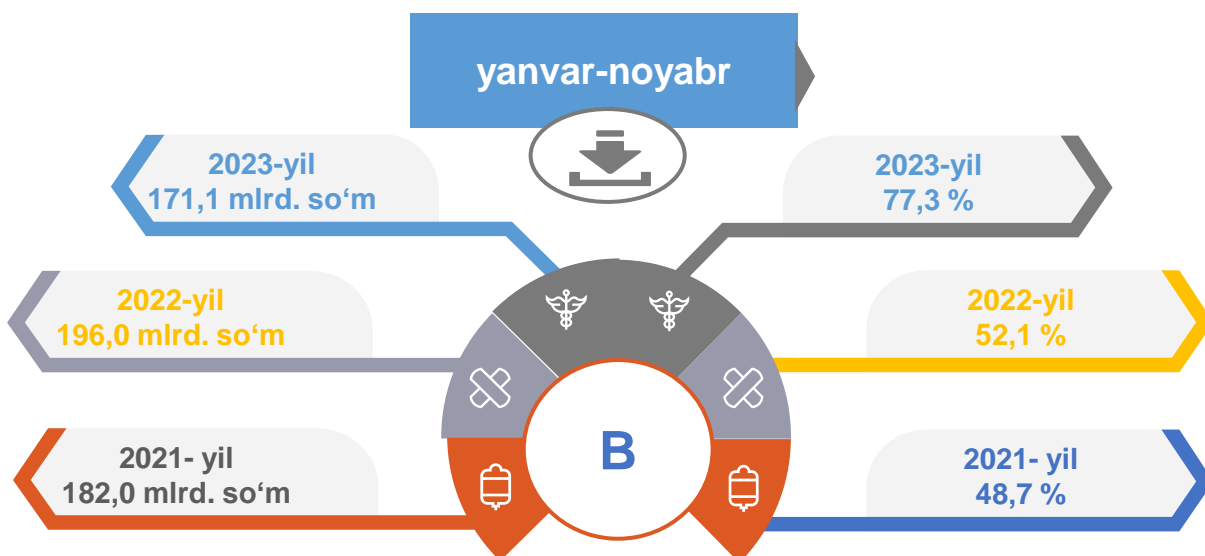 yanvar-noyabr
2023-yil
171,1 mlrd. so‘m
2023-yil
77,3 %
2022-yil
196,0 mlrd. so‘m
2022-yil
52,1 %
2021- yil
182,0 mlrd. so‘m
B
2021- yil
48,7 %